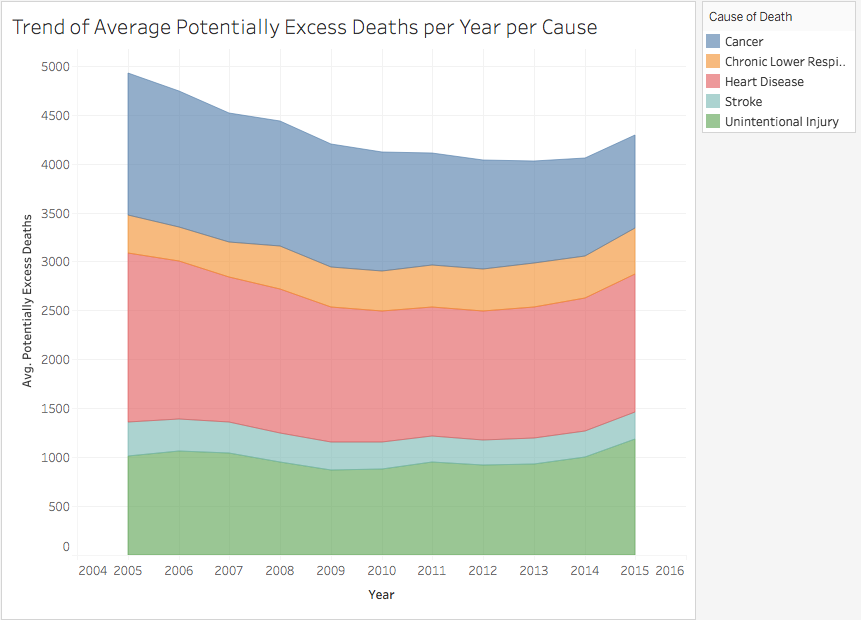 Trend of Average Potentially Excess Deaths per Year per Cause
Cause of Death
Cancer
Chronic Lower Respi..
Heart Disease
Stroke
Unintentional Injury
Avg. Potentially Excess Deaths
5000
4500
4000
3500
3000
2500
2000
1500
1000
500
0
2004 2005 2006 2007 2008 2009 2010 2011 2012 2013 2014 2015 2016
Year